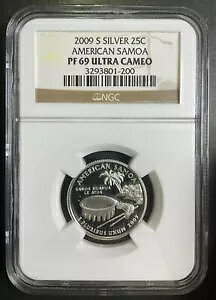 2009 S SILVER 25C
AMERICAN SAMOA
PF 69 ULTRA CAMEO
3293801-200
NGC
AMERICAN SAMOA
SAMOA MUAMUA
LE ATUA
E PLURIBUS UNUM 2009